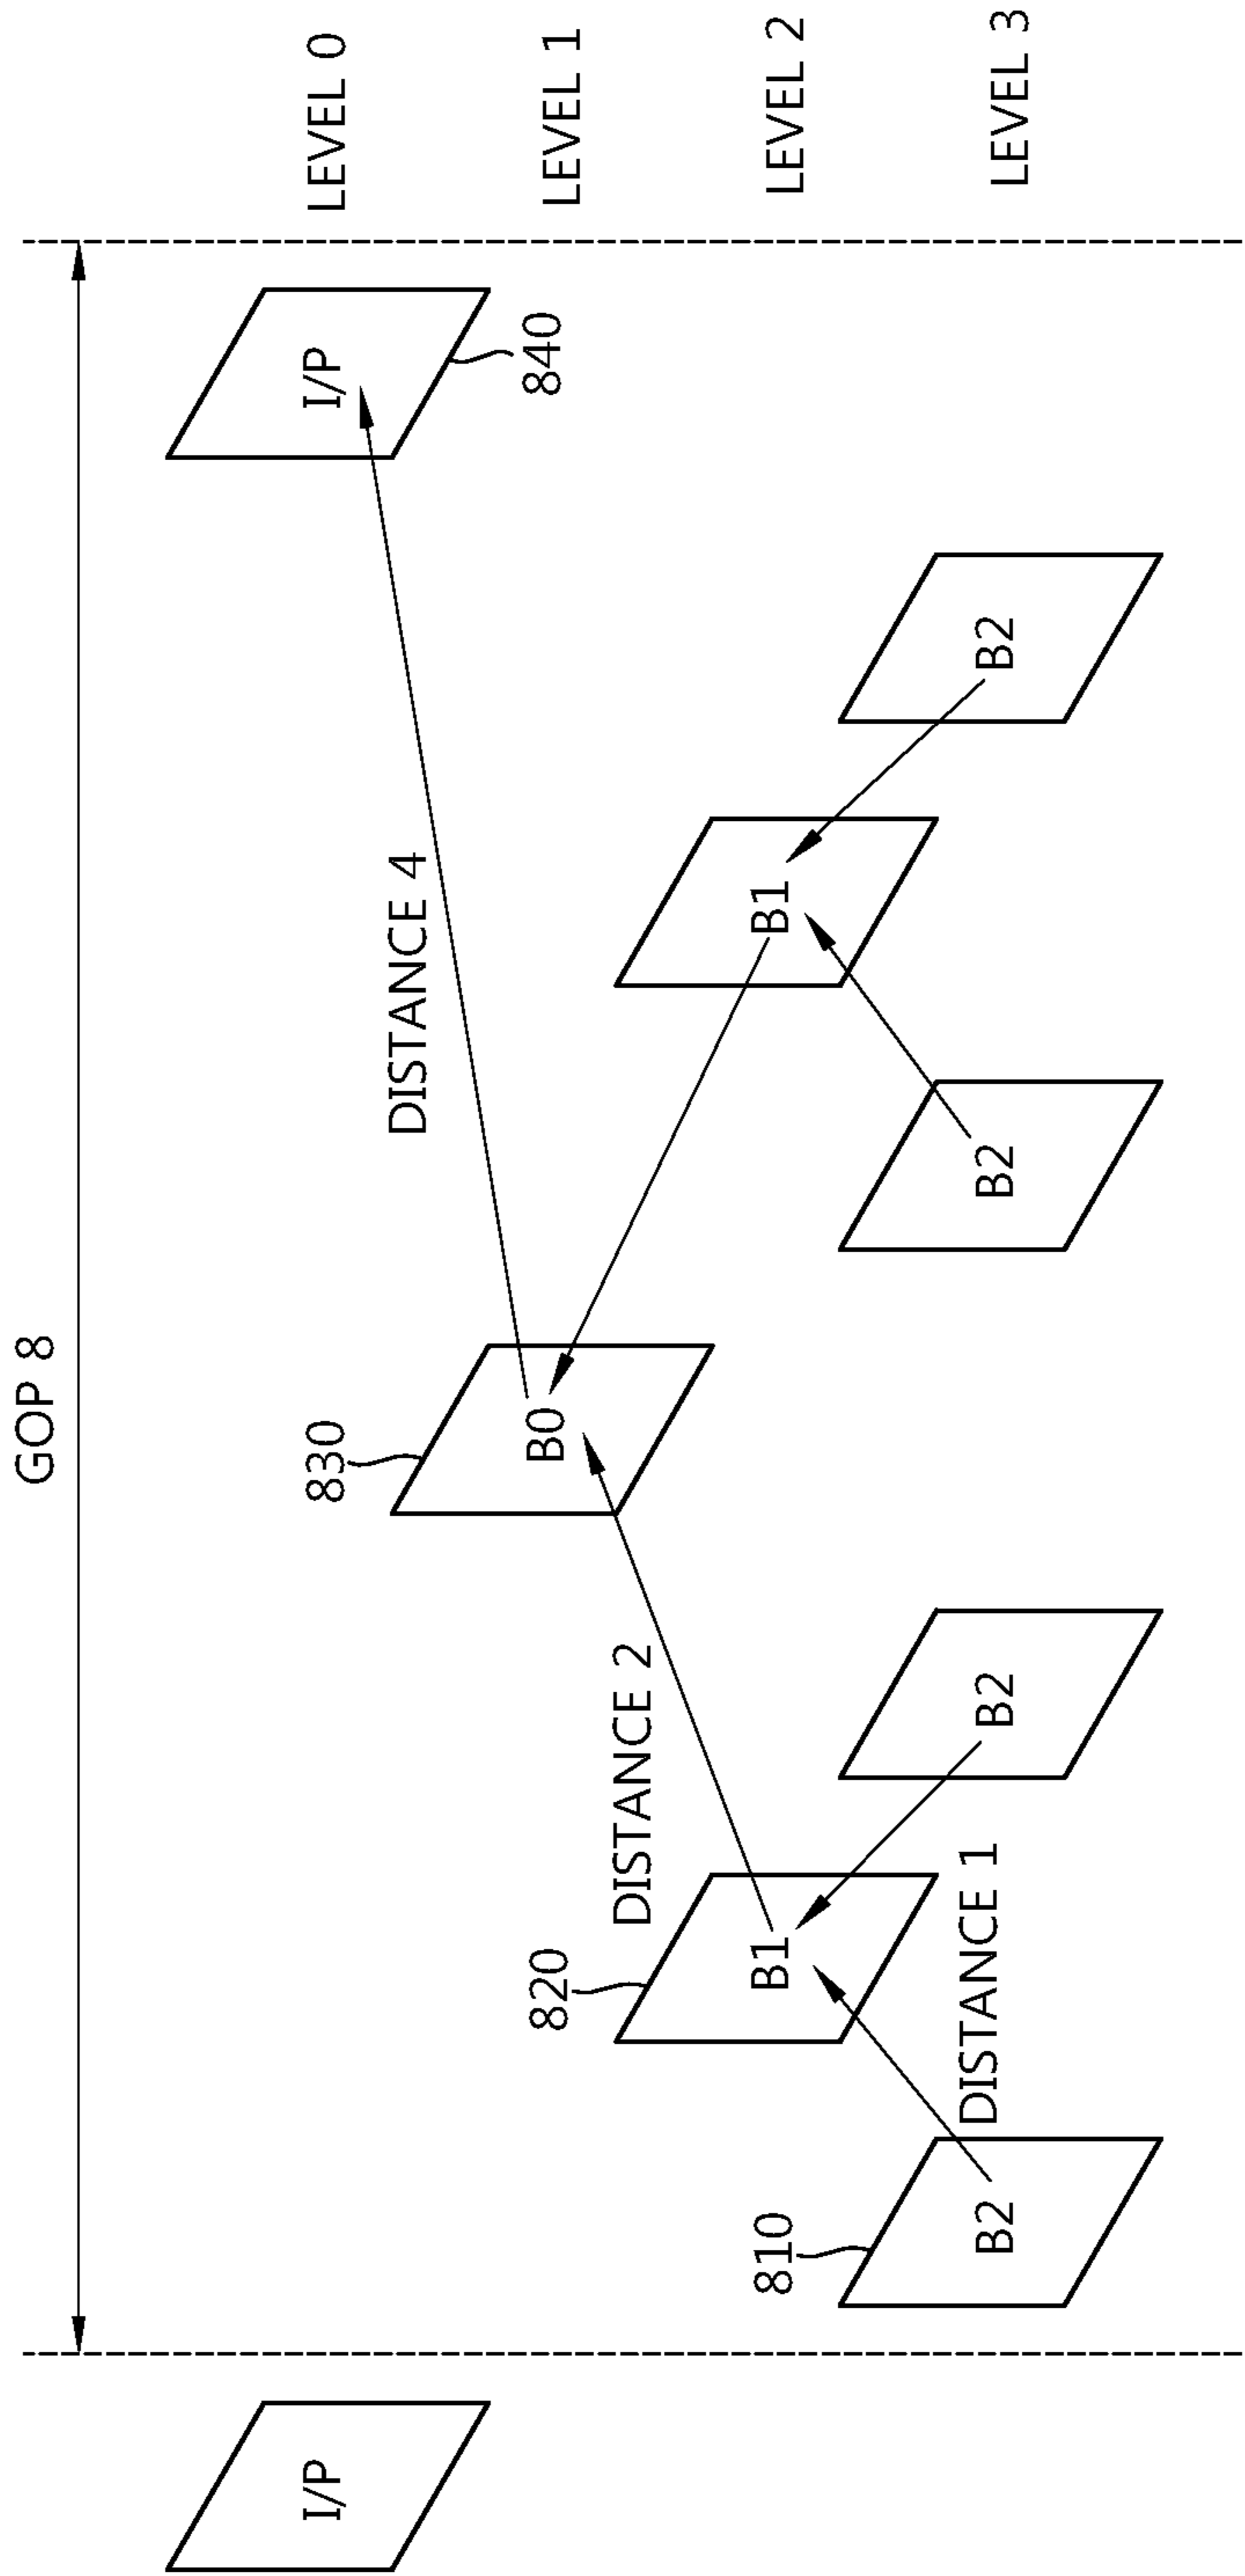 GOP 8
I/P
I/P
840
LEVEL 0
DISTANCE 4
830
B0
LEVEL 1
DISTANCE 2
820
B1
B1
LEVEL 2
810
B2
DISTANCE 1
B2
B2
B2
LEVEL 3